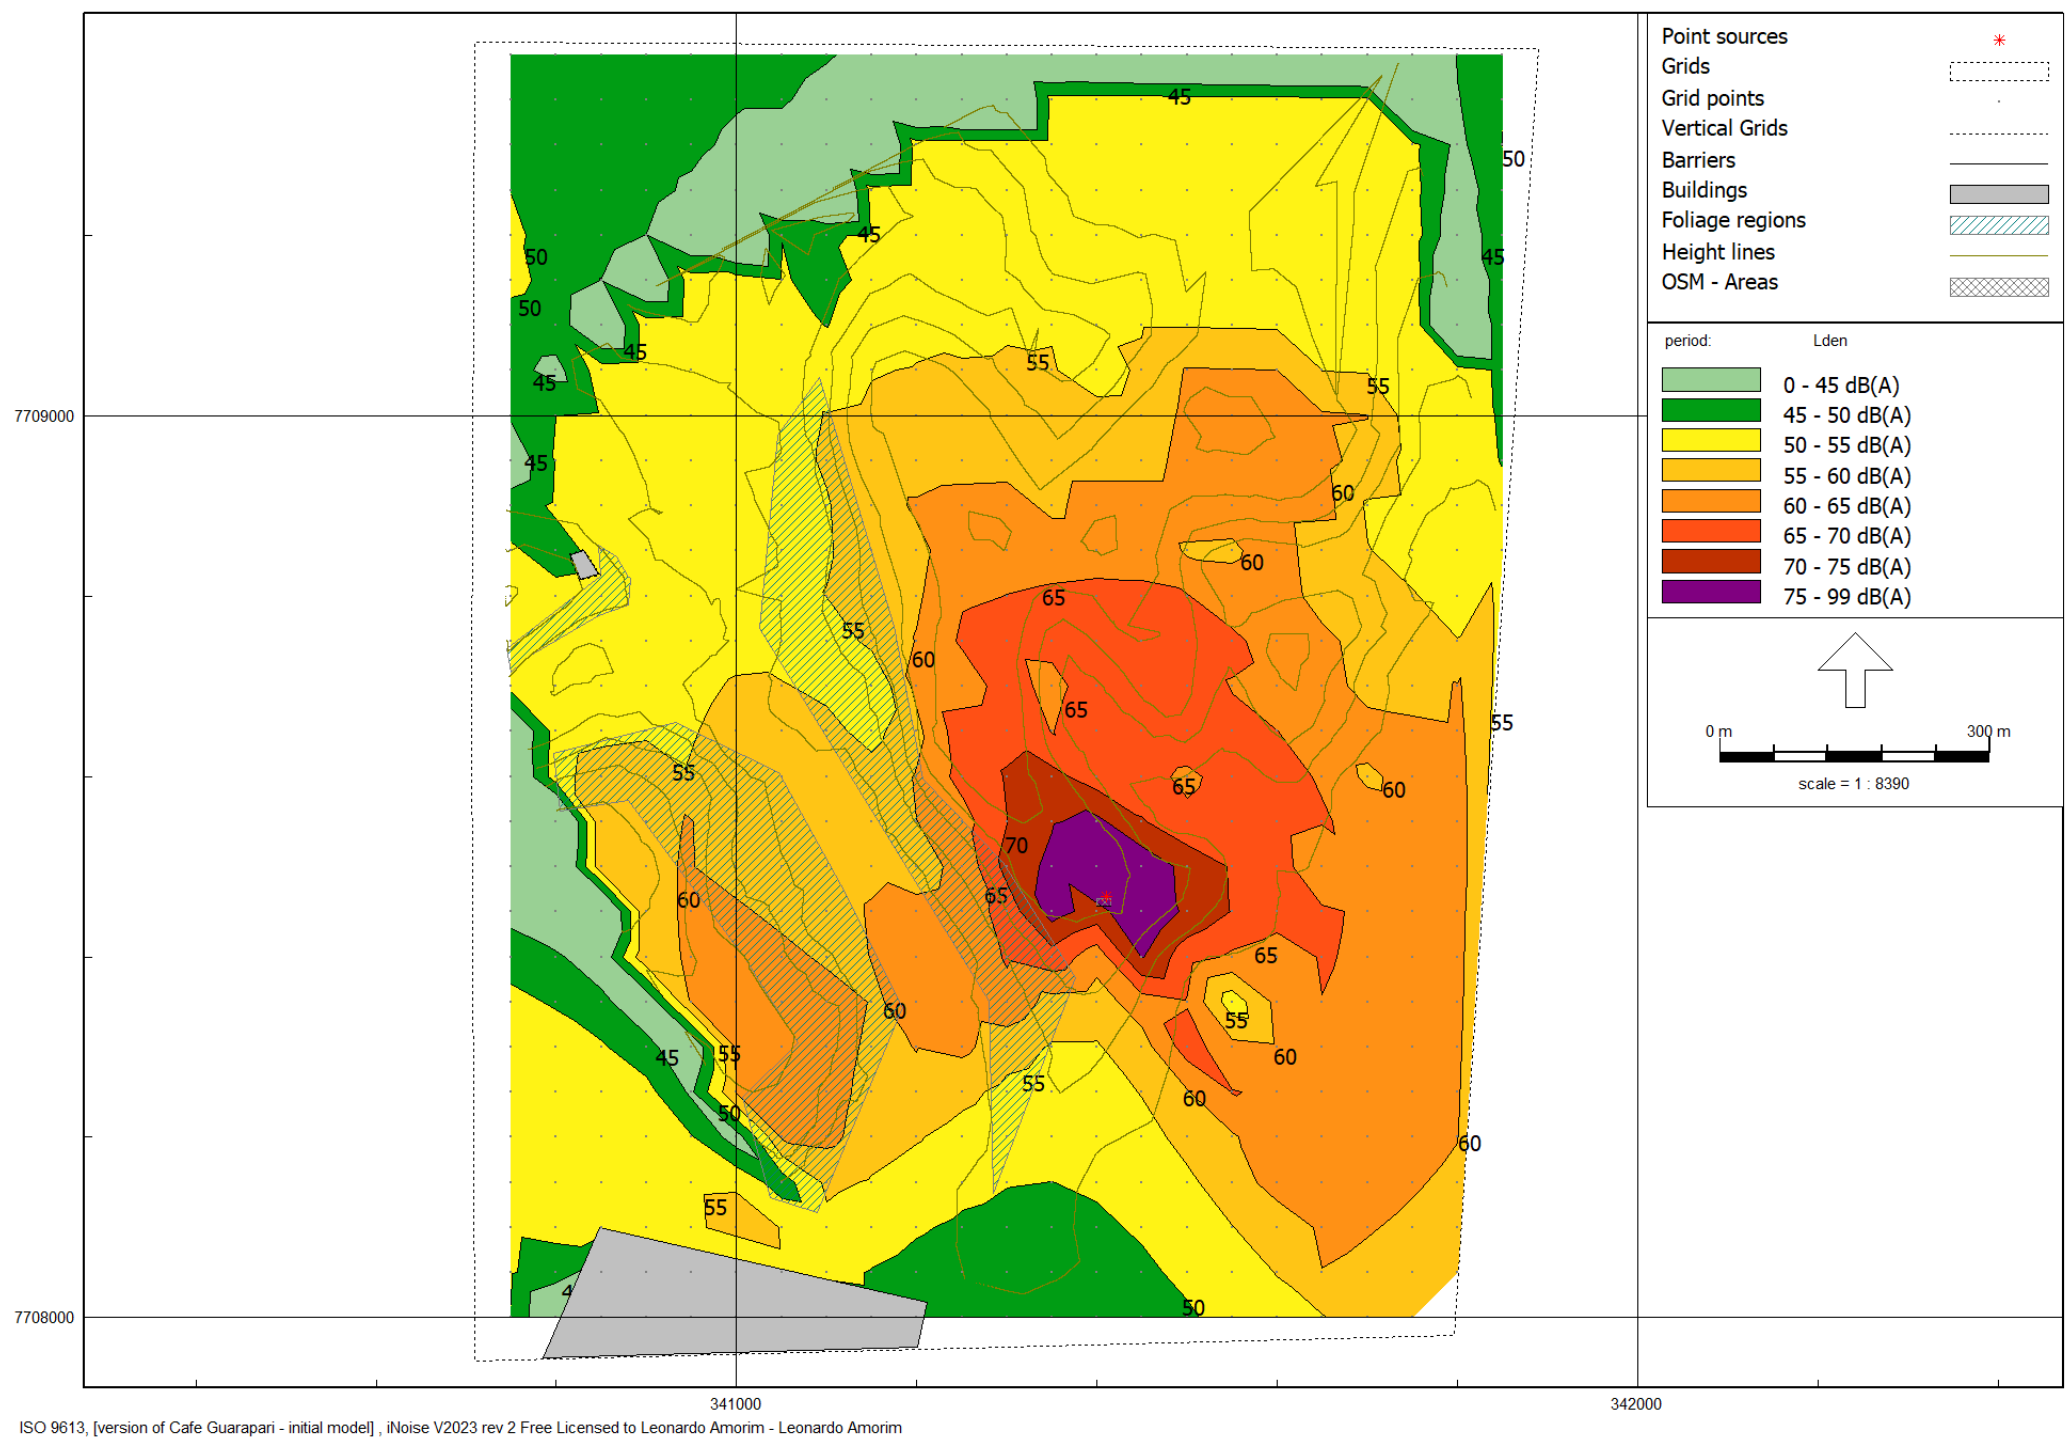 Point sources
Grids
Grid points
Vertical Grids
Barriers
Buildings
Foliage regions
Height lines
OSM - Areas
period: Lden
0 - 45 dB(A)
45 - 50 dB(A)
50 - 55 dB(A)
55 - 60 dB(A)
60 - 65 dB(A)
65 - 70 dB(A)
70 - 75 dB(A)
75 - 99 dB(A)
0 m 300 m
scale = 1 : 8390
45
50
45
50
45
50
45
55
45
55
7709000
45
60
60
65
55
60
65
55
55
65
60
70
65
60
65
60
55
45
55
60
55
50
60
60
55
4
50
7708000
341000
342000
ISO 9613, [version of Cafe Guarapari - initial model] , iNoise V2023 rev 2 Free Licensed to Leonardo Amorim - Leonardo Amorim